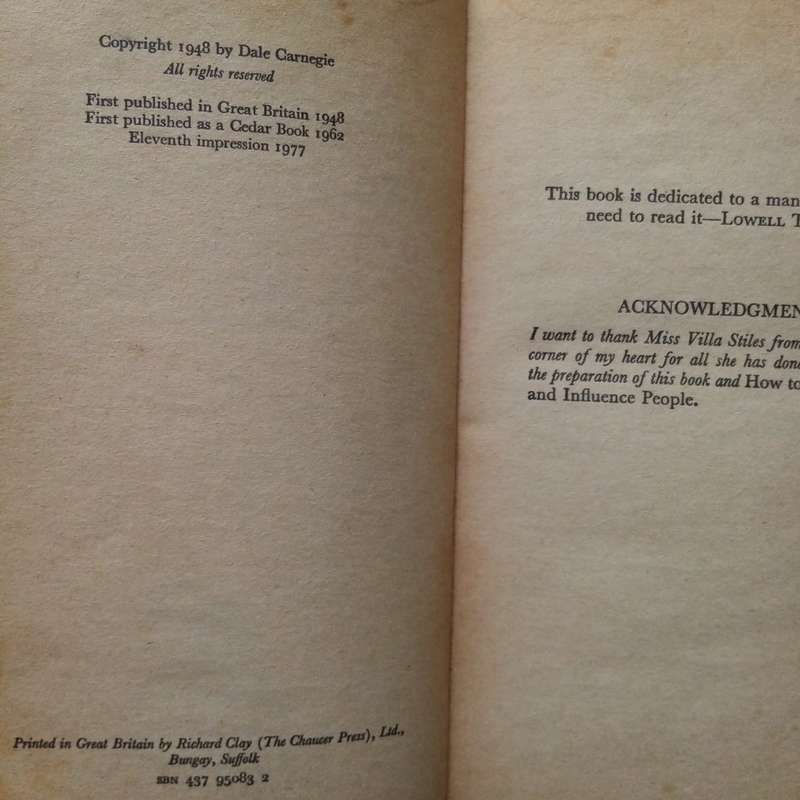 Copyright 1948 by Dale Carnegie
All rights reserved
First published in Great Britain 1948
First published as a Cedar Book 1962
Eleventh impression 1977
Printed in Great Britain by Richard Clay (The Chaucer Press), Ltd.,
Bungay, Suffolk
SBN 437 95083 2
This book is dedicated to a man
need to read it—LOWELL T
ACKNOWLEDGMEN
I want to thank Miss Villa Stiles from
corner of my heart for all she has don
the preparation of this book and How to
and Influence People.